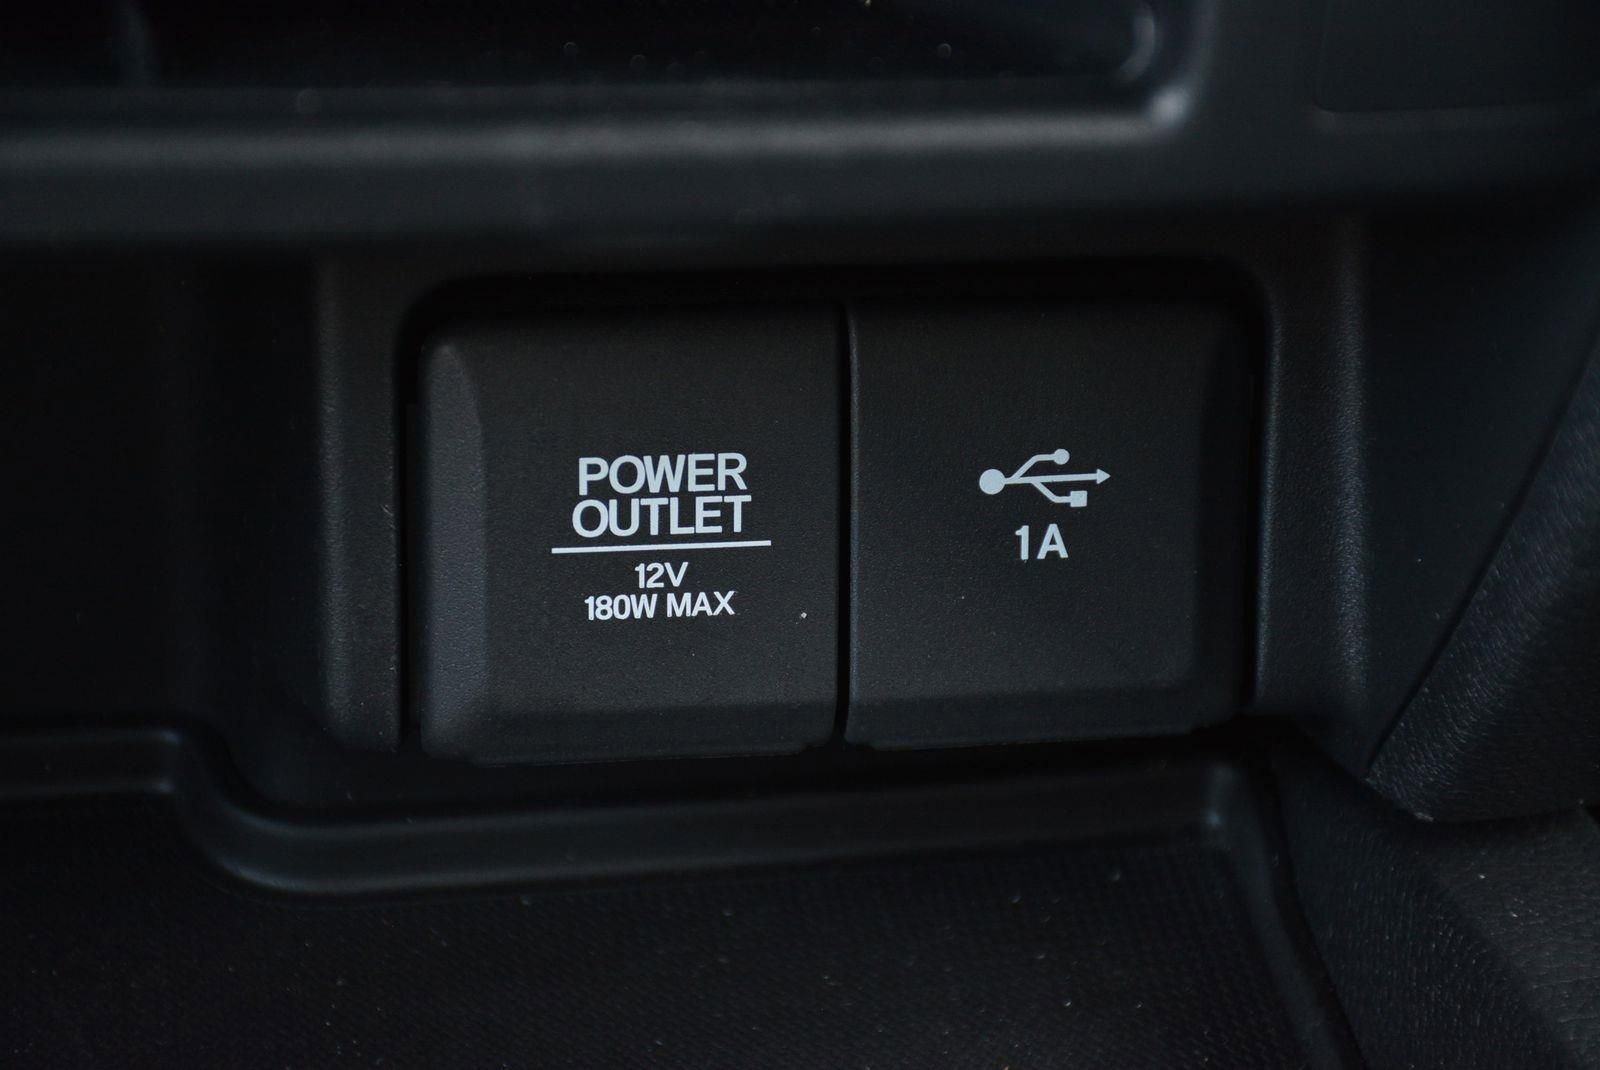 POWER
OUTLET
12V
180W MAX
1A